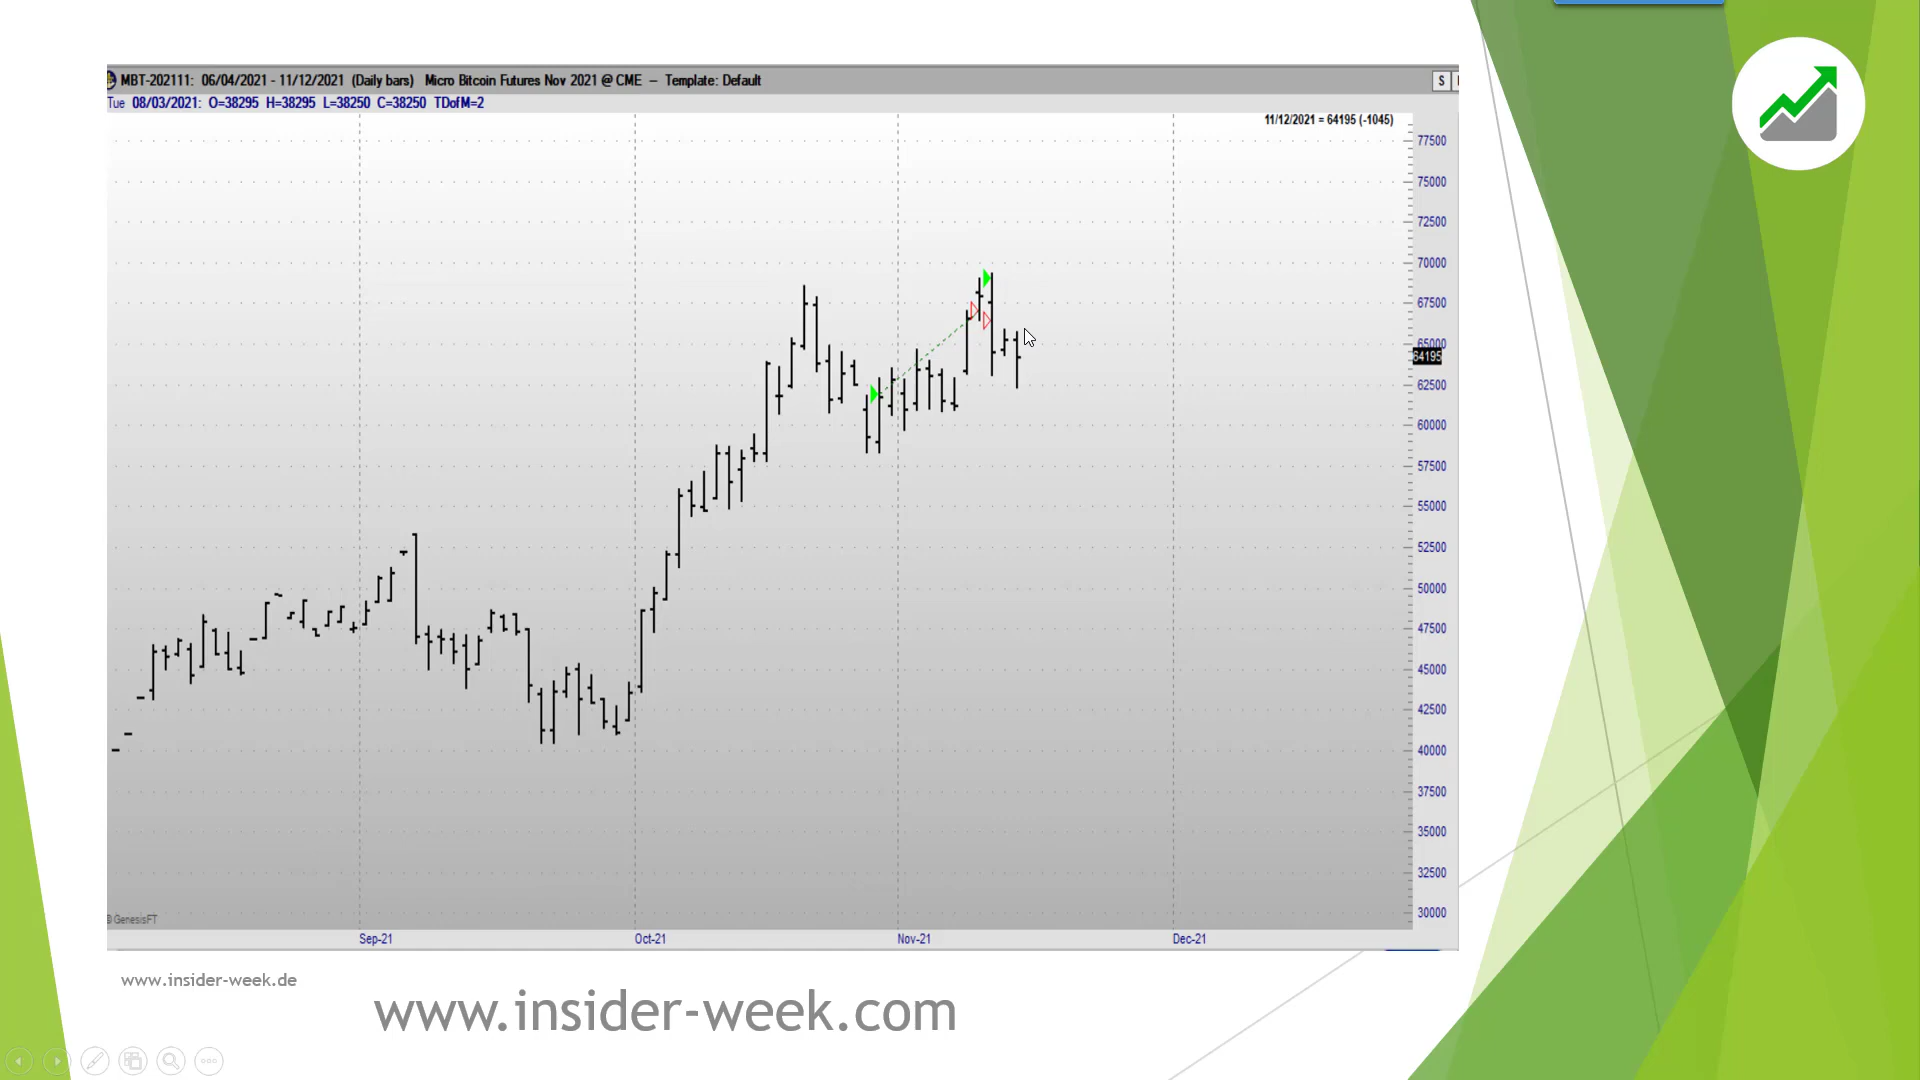 MBT-202111: 06/04/2021 - 11/12/2021 (Daily bars) Micro Bitcoin Futures Nov 2021 @ CME – Template: Default
S
Tue 08/03/2021: O=38295 H=38295 L=38250 C=38250 TDofM=2
11/12/2021 = 64195 (-1045)
77500
75000
72500
70000
67500
65000
64195
62500
60000
57500
55000
52500
50000
47500
45000
42500
40000
37500
35000
32500
30000
© GenesisFT
Sep-21 Oct-21 Nov-21 Dec-21
www.insider-week.de
www.insider-week.com